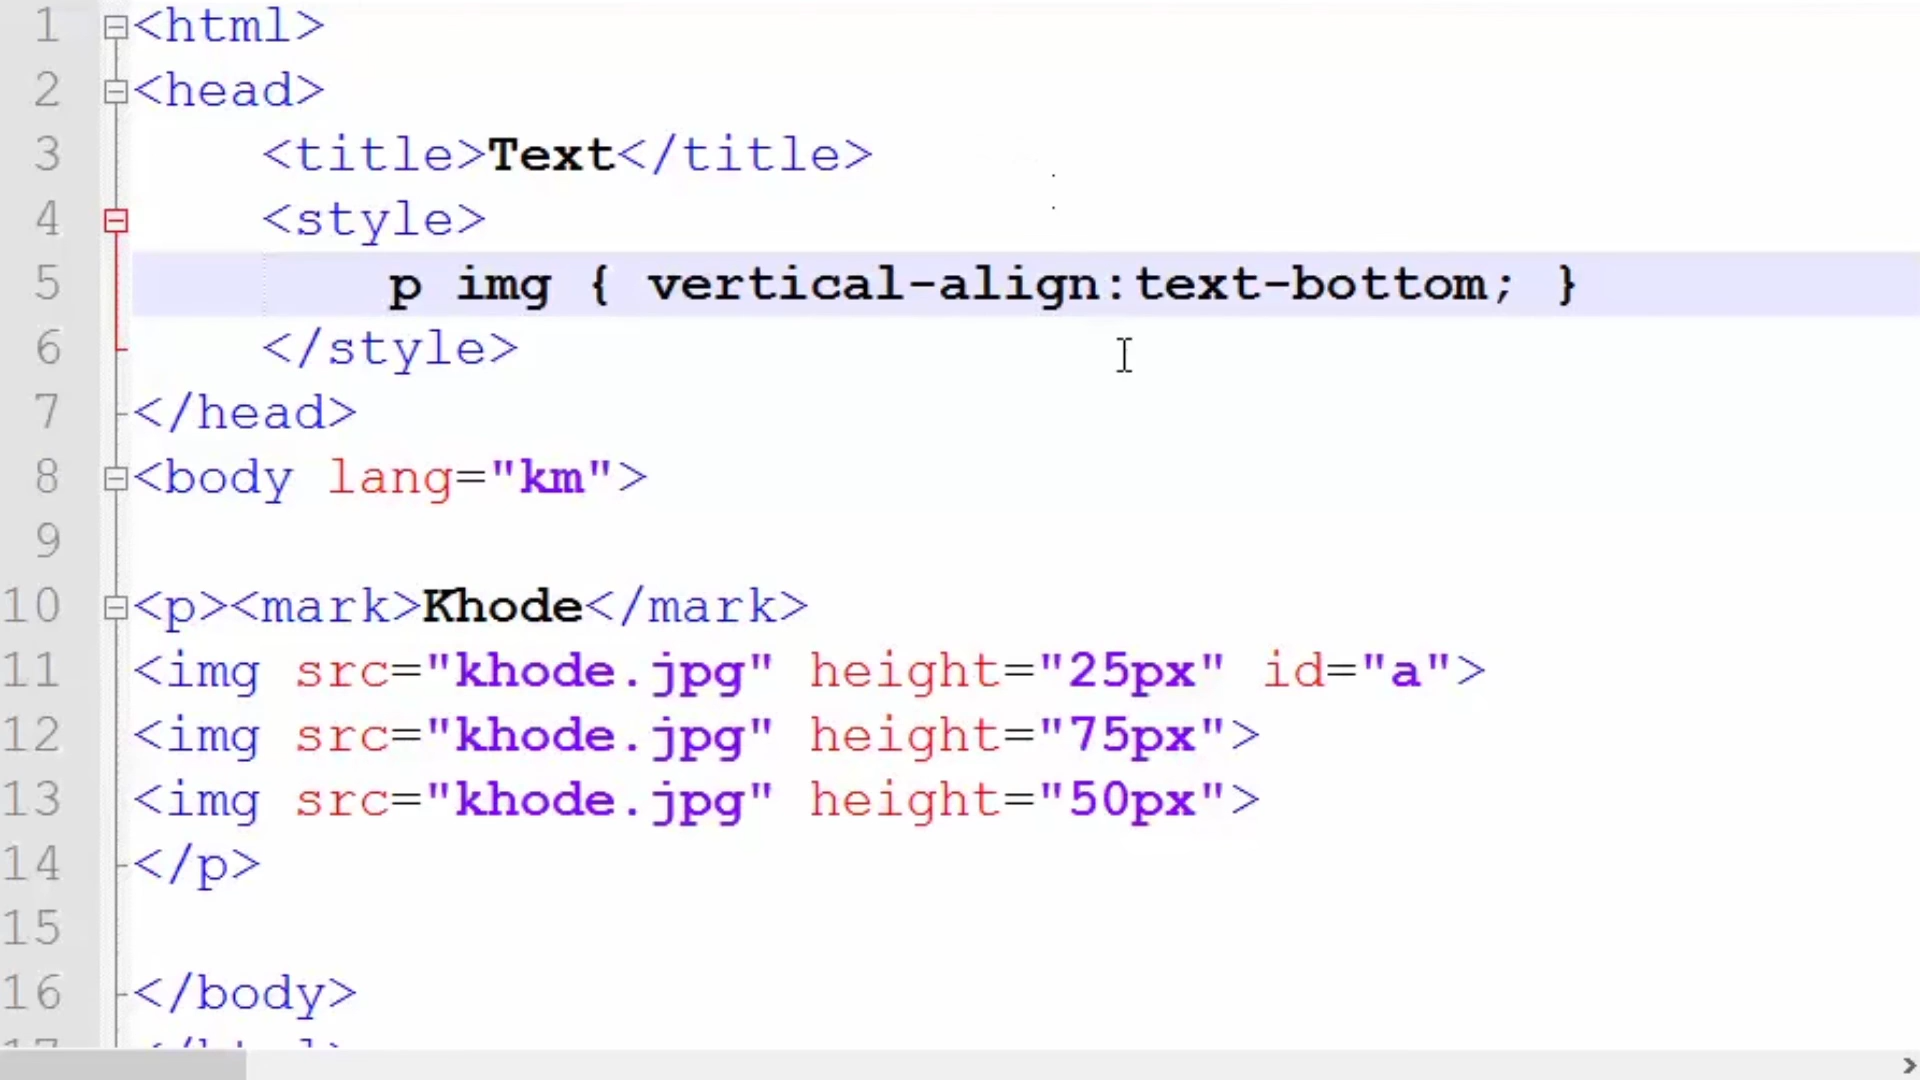 1 <html>
2 <head>
3 <title>Text</title>
4 <style>
5 p img { vertical-align:text-bottom; }
6 </style>
7 </head>
8 <body lang="km">
9
10 <p><mark>Khode</mark>
11 <img src="khode.jpg" height="25px" id="a">
12 <img src="khode.jpg" height="75px">
13 <img src="khode.jpg" height="50px">
14 </p>
15
16 </body>
17 </html>